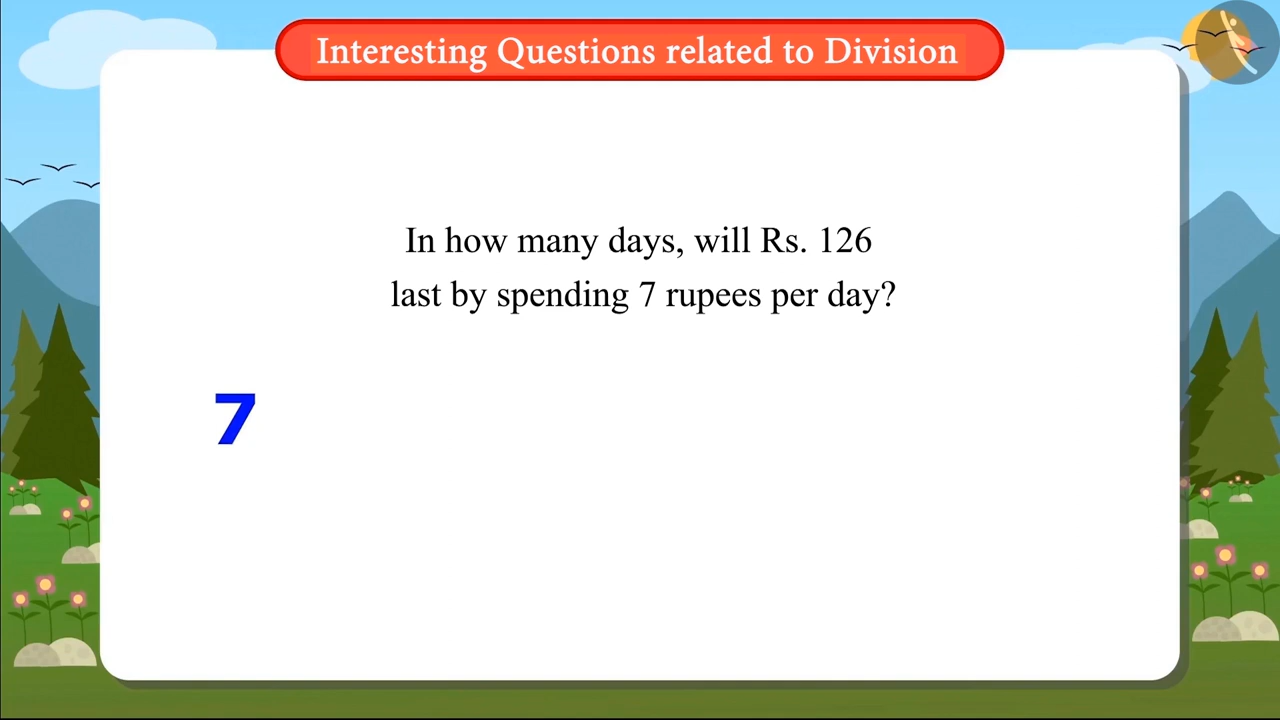 Interesting Questions related to Division
In how many days, will Rs. 126
last by spending 7 rupees per day?
7